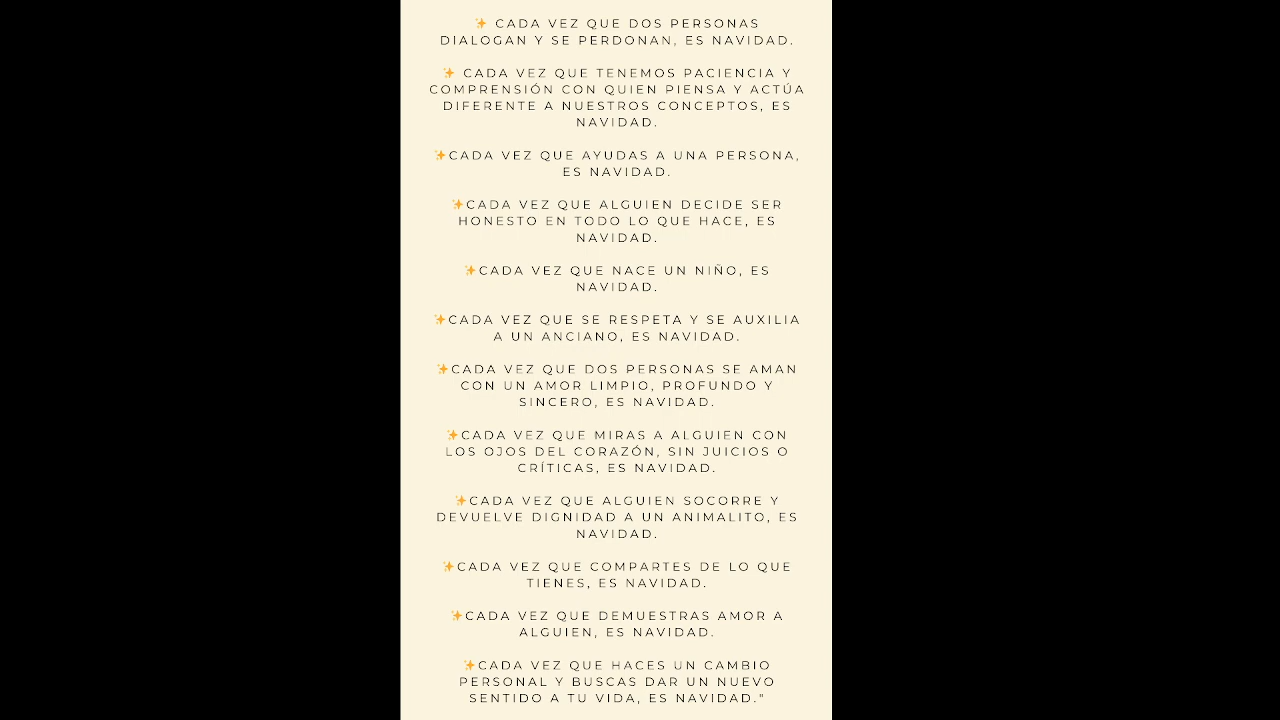 ✨ CADA VEZ QUE DOS PERSONAS
DIALOGAN Y SE PERDONAN, ES NAVIDAD.
✨ CADA VEZ QUE TENEMOS PACIENCIA Y
COMPRENSIÓN CON QUIEN PIENSA Y ACTÚA
DIFERENTE A NUESTROS CONCEPTOS, ES
NAVIDAD.
✨CADA VEZ QUE AYUDAS A UNA PERSONA,
ES NAVIDAD.
✨CADA VEZ QUE ALGUIEN DECIDE SER
HONESTO EN TODO LO QUE HACE, ES
NAVIDAD.
✨CADA VEZ QUE NACE UN NIÑO, ES
NAVIDAD.
✨CADA VEZ QUE SE RESPETA Y SE AUXILIA
A UN ANCIANO, ES NAVIDAD.
✨CADA VEZ QUE DOS PERSONAS SE AMAN
CON UN AMOR LIMPIO, PROFUNDO Y
SINCERO, ES NAVIDAD.
✨CADA VEZ QUE MIRAS A ALGUIEN CON
LOS OJOS DEL CORAZÓN, SIN JUICIOS O
CRÍTICAS, ES NAVIDAD.
✨CADA VEZ QUE ALGUIEN SOCORRE Y
DEVUELVE DIGNIDAD A UN ANIMALITO, ES
NAVIDAD.
✨CADA VEZ QUE COMPARTES DE LO QUE
TIENES, ES NAVIDAD.
✨CADA VEZ QUE DEMUESTRAS AMOR A
ALGUIEN, ES NAVIDAD.
✨CADA VEZ QUE HACES UN CAMBIO
PERSONAL Y BUSCAS DAR UN NUEVO
SENTIDO A TU VIDA, ES NAVIDAD."